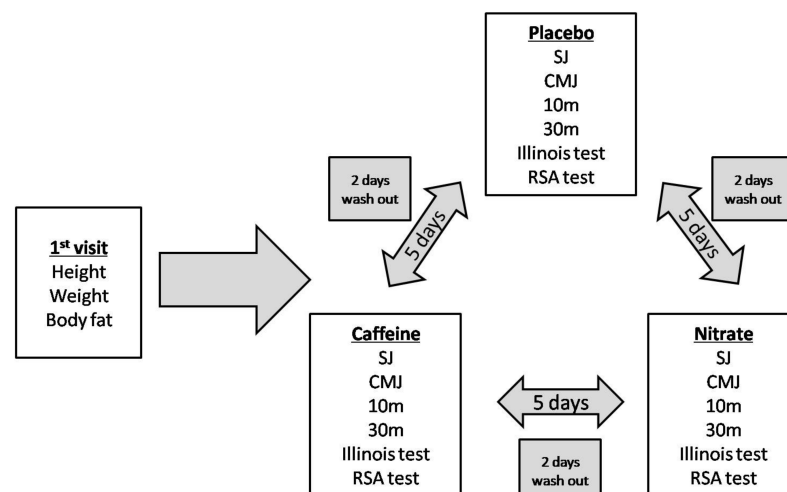 Placebo
SJ
CMJ
10m
30m
Illinois test
RSA test
2 days
wash out
5 days
2 days
wash out
5 days
1st visit
Height
Weight
Body fat
Caffeine
SJ
CMJ
10m
30m
Illinois test
RSA test
5 days
2 days
wash out
Nitrate
SJ
CMJ
10m
30m
Illinois test
RSA test